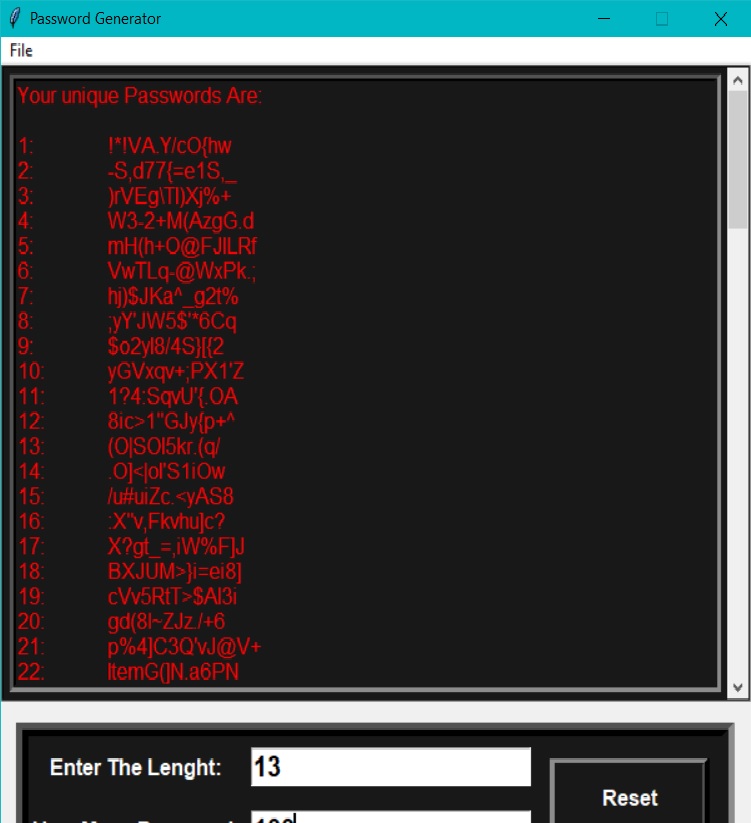 Password Generator
File
Your unique Passwords Are:
1: !*!VA.Y/cO{hw
2: -S,d77{=e1S,_
3: )rVEg\Tl)Xj%+
4: W3-2+M(AzgG.d
5: mH(h+O@FJlLRf
6: VwTLq-@WxPk.;
7: hj)$JKa^_g2t%
8: ;yY'JW5$'*6Cq
9: $o2yl8/4S}[{2
10: yGVxqv+;PX1'Z
11: 1?4:SqvU'{.OA
12: 8ic>1"GJy{p+^
13: (O|SOl5kr.(q/
14: .O]<|ol'S1iOw
15: /u#uiZc.<yAS8
16: :X"v,Fkvhu]c?
17: X?gt_=,iW%F]J
18: BXJUM>}i=ei8]
19: cVv5RtT>$Al3i
20: gd(8l~ZJz./+6
21: p%4]C3Q'vJ@V+
22: ltemG(]N.a6PN
Enter The Lenght: 13
Reset